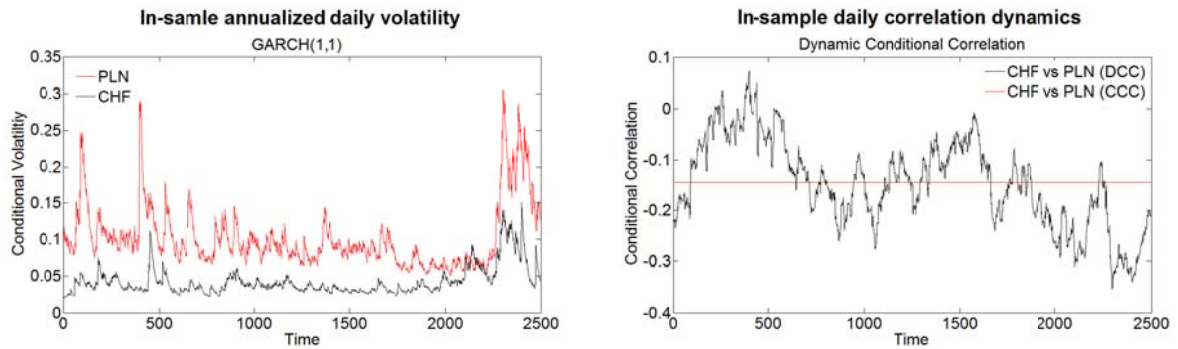 In-samle annualized daily volatility
GARCH(1,1)
0.35
0.3
0.25
0.2
0.15
0.1
0.05
0
0 500 1000 1500 2000 2500
Conditional Volatility
Time
PLN
CHF
In-sample daily correlation dynamics
Dynamic Conditional Correlation
0.1
0
-0.1
-0.2
-0.3
-0.4
0 500 1000 1500 2000 2500
Conditional Correlation
Time
CHF vs PLN (DCC)
CHF vs PLN (CCC)